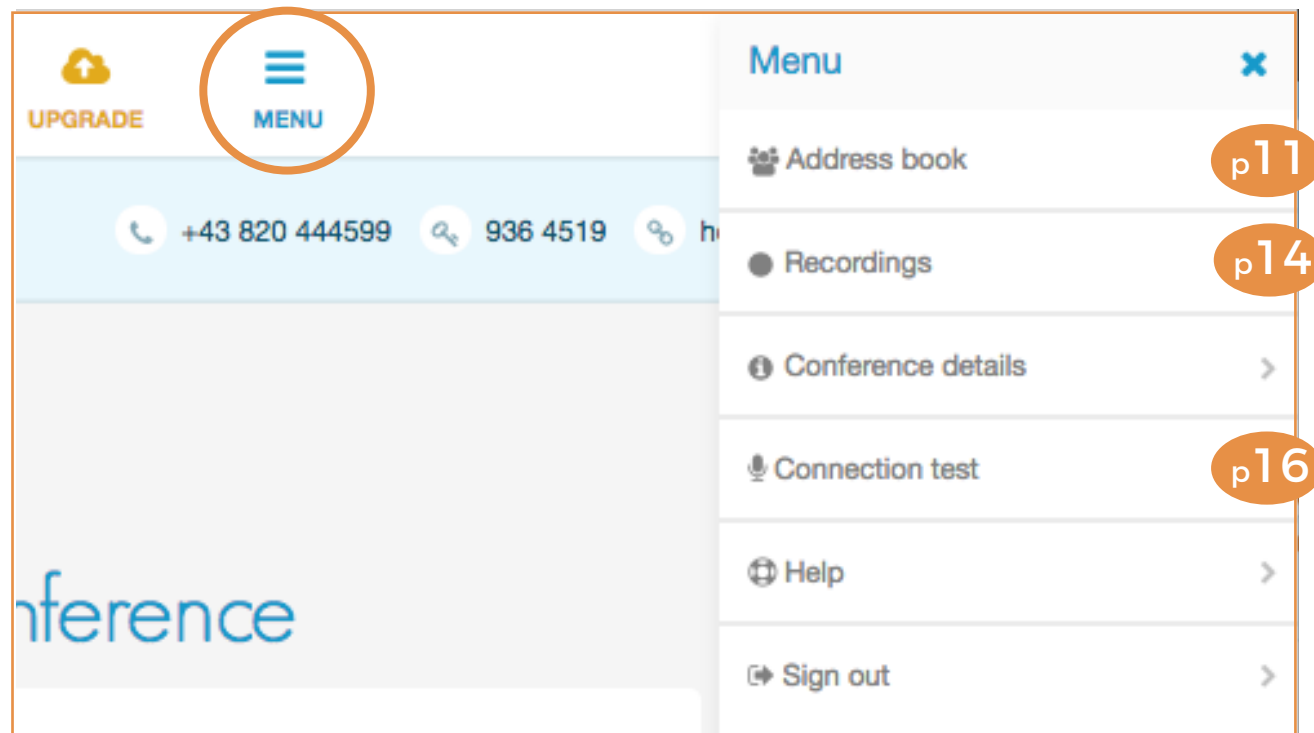 UPGRADE
MENU
+43 820 444599 936 4519
Menu
Address book p11
Recordings p14
Conference details
Connection test p16
Help
Sign out